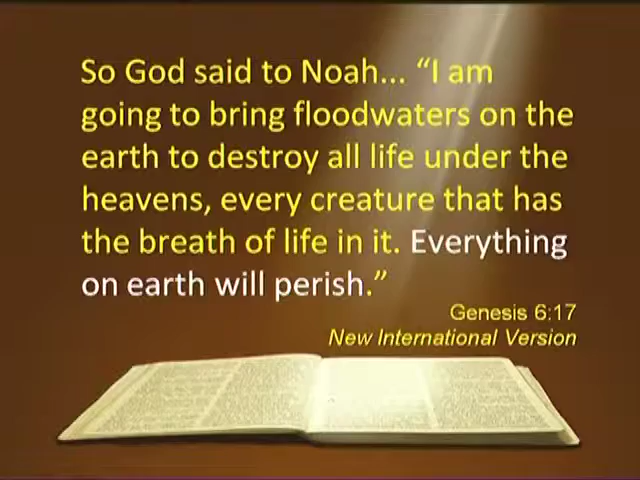 So God said to Noah... “I am
going to bring floodwaters on the
earth to destroy all life under the
heavens, every creature that has
the breath of life in it. Everything
on earth will perish.”
Genesis 6:17
New International Version